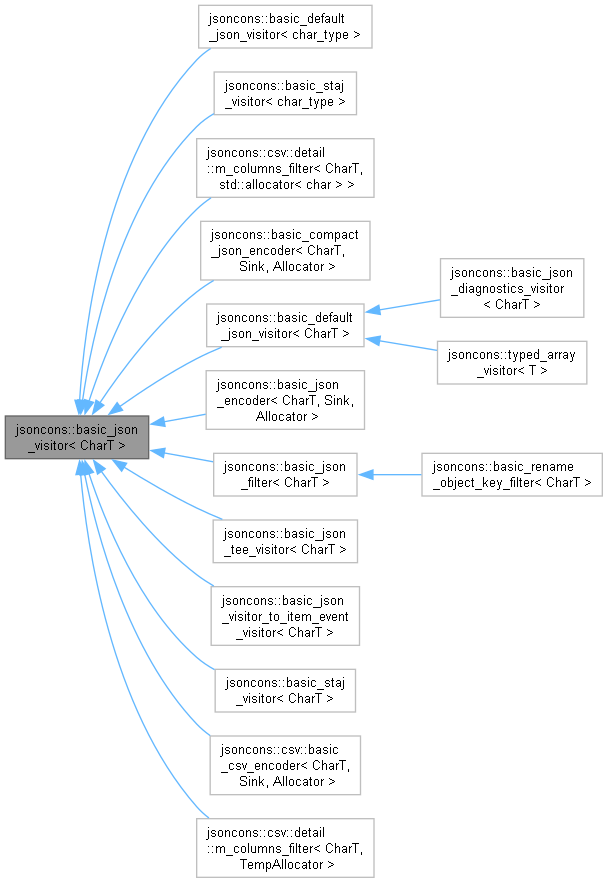 jsoncons::basic_default
_json_visitor< char_type >
jsoncons::basic_staj
_visitor< char_type >
jsoncons::csv::detail
::m_columns_filter< CharT,
std::allocator< char > >
jsoncons::basic_compact
_json_encoder< CharT,
Sink, Allocator >
jsoncons::basic_json
_diagnostics_visitor
< CharT >
jsoncons::basic_default
_json_visitor< CharT >
jsoncons::typed_array
_visitor< T >
jsoncons::basic_json
_encoder< CharT, Sink,
Allocator >
jsoncons::basic_json
_visitor< CharT >
jsoncons::basic_json
_filter< CharT >
jsoncons::basic_rename
_object_key_filter< CharT >
jsoncons::basic_json
_tee_visitor< CharT >
jsoncons::basic_json
_visitor_to_item_event
_visitor< CharT >
jsoncons::basic_staj
_visitor< CharT >
jsoncons::csv::basic
_csv_encoder< CharT,
Sink, Allocator >
jsoncons::csv::detail
::m_columns_filter< CharT,
TempAllocator >